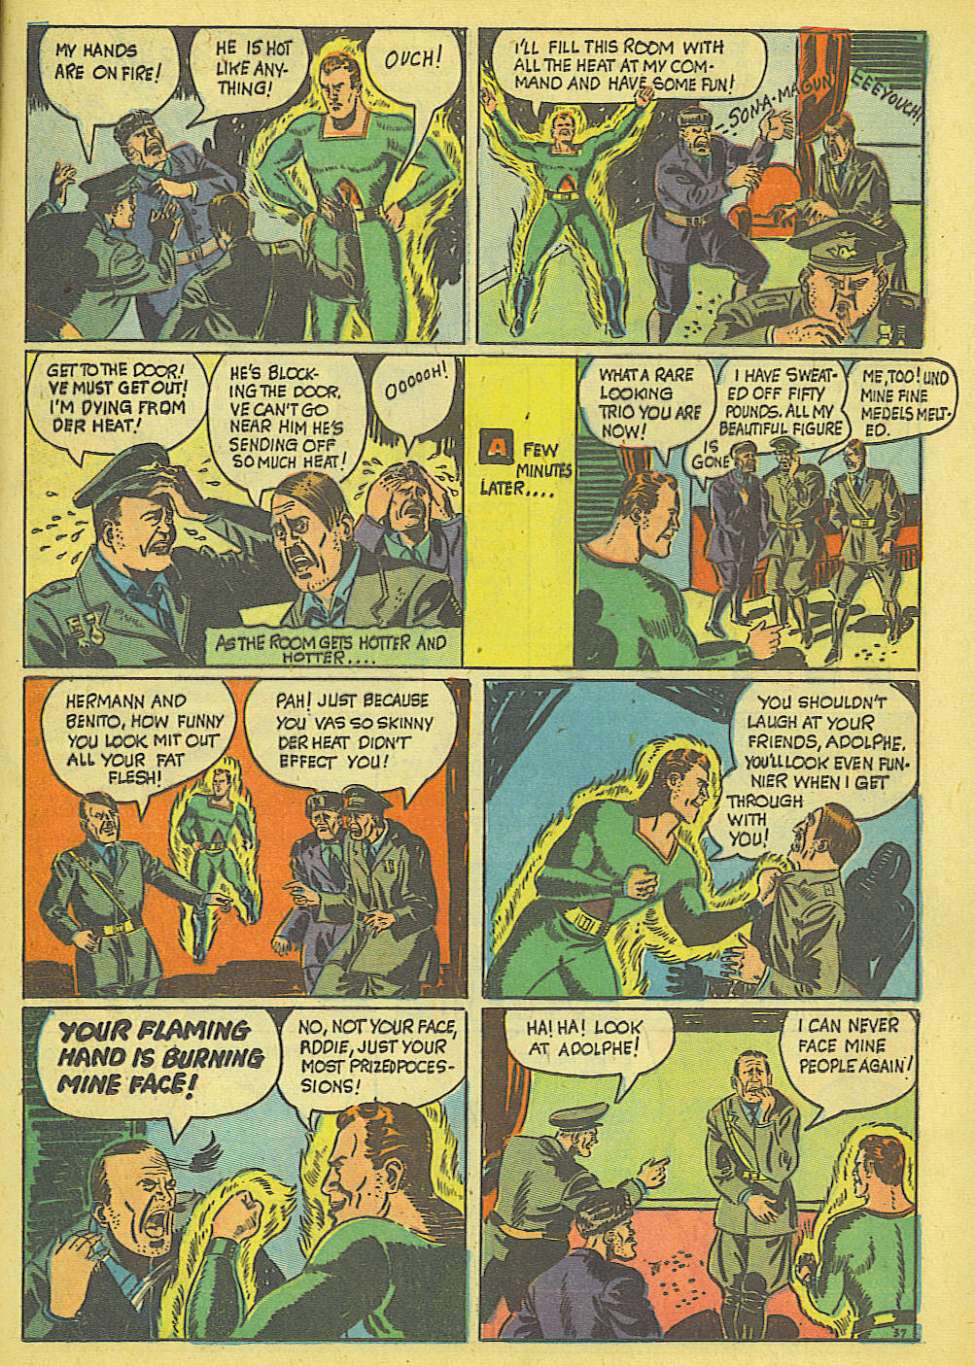 MY HANDS
ARE ON FIRE!
HE IS HOT
LIKE ANY-
THING!
OUCH!
I'LL FILL THIS ROOM WITH
ALL THE HEAT AT MY COM-
MAND AND HAVE SOME FUN!
-SON-A-MAGUN
EEEYOUCH!
GET TO THE DOOR!
VE MUST GET OUT!
I'M DYING FROM
DER HEAT!
HE'S BLOCK-
ING THE DOOR.
VE CAN'T GO
NEAR HIM HE'S
SENDING OFF
SO MUCH HEAT!
OOOOOH!
AS THE ROOM GETS HOTTER AND
HOTTER....
A FEW
MINUTES
LATER....
WHAT A RARE
LOOKING
TRIO YOU ARE
NOW!
I HAVE SWEAT-
ED OFF FIFTY
POUNDS. ALL MY
BEAUTIFUL FIGURE
IS
GONE
ME, TOO! UND
MINE FINE
MEDELS MELT-
ED.
HERMANN AND
BENITO, HOW FUNNY
YOU LOOK MIT OUT
ALL YOUR FAT
FLESH!
PAH! JUST BECAUSE
YOU VAS SO SKINNY
DER HEAT DIDN'T
EFFECT YOU!
YOU SHOULDN'T
LAUGH AT YOUR
FRIENDS, ADOLPHE.
YOU'LL LOOK EVEN FUN-
NIER WHEN I GET
THROUGH
WITH
YOU!
YOUR FLAMING
HAND IS BURNING
MINE FACE!
NO, NOT YOUR FACE,
ADDIE, JUST YOUR
MOST PRIZED POCES-
SIONS!
HA! HA! LOOK
AT ADOLPHE!
I CAN NEVER
FACE MINE
PEOPLE AGAIN!
37